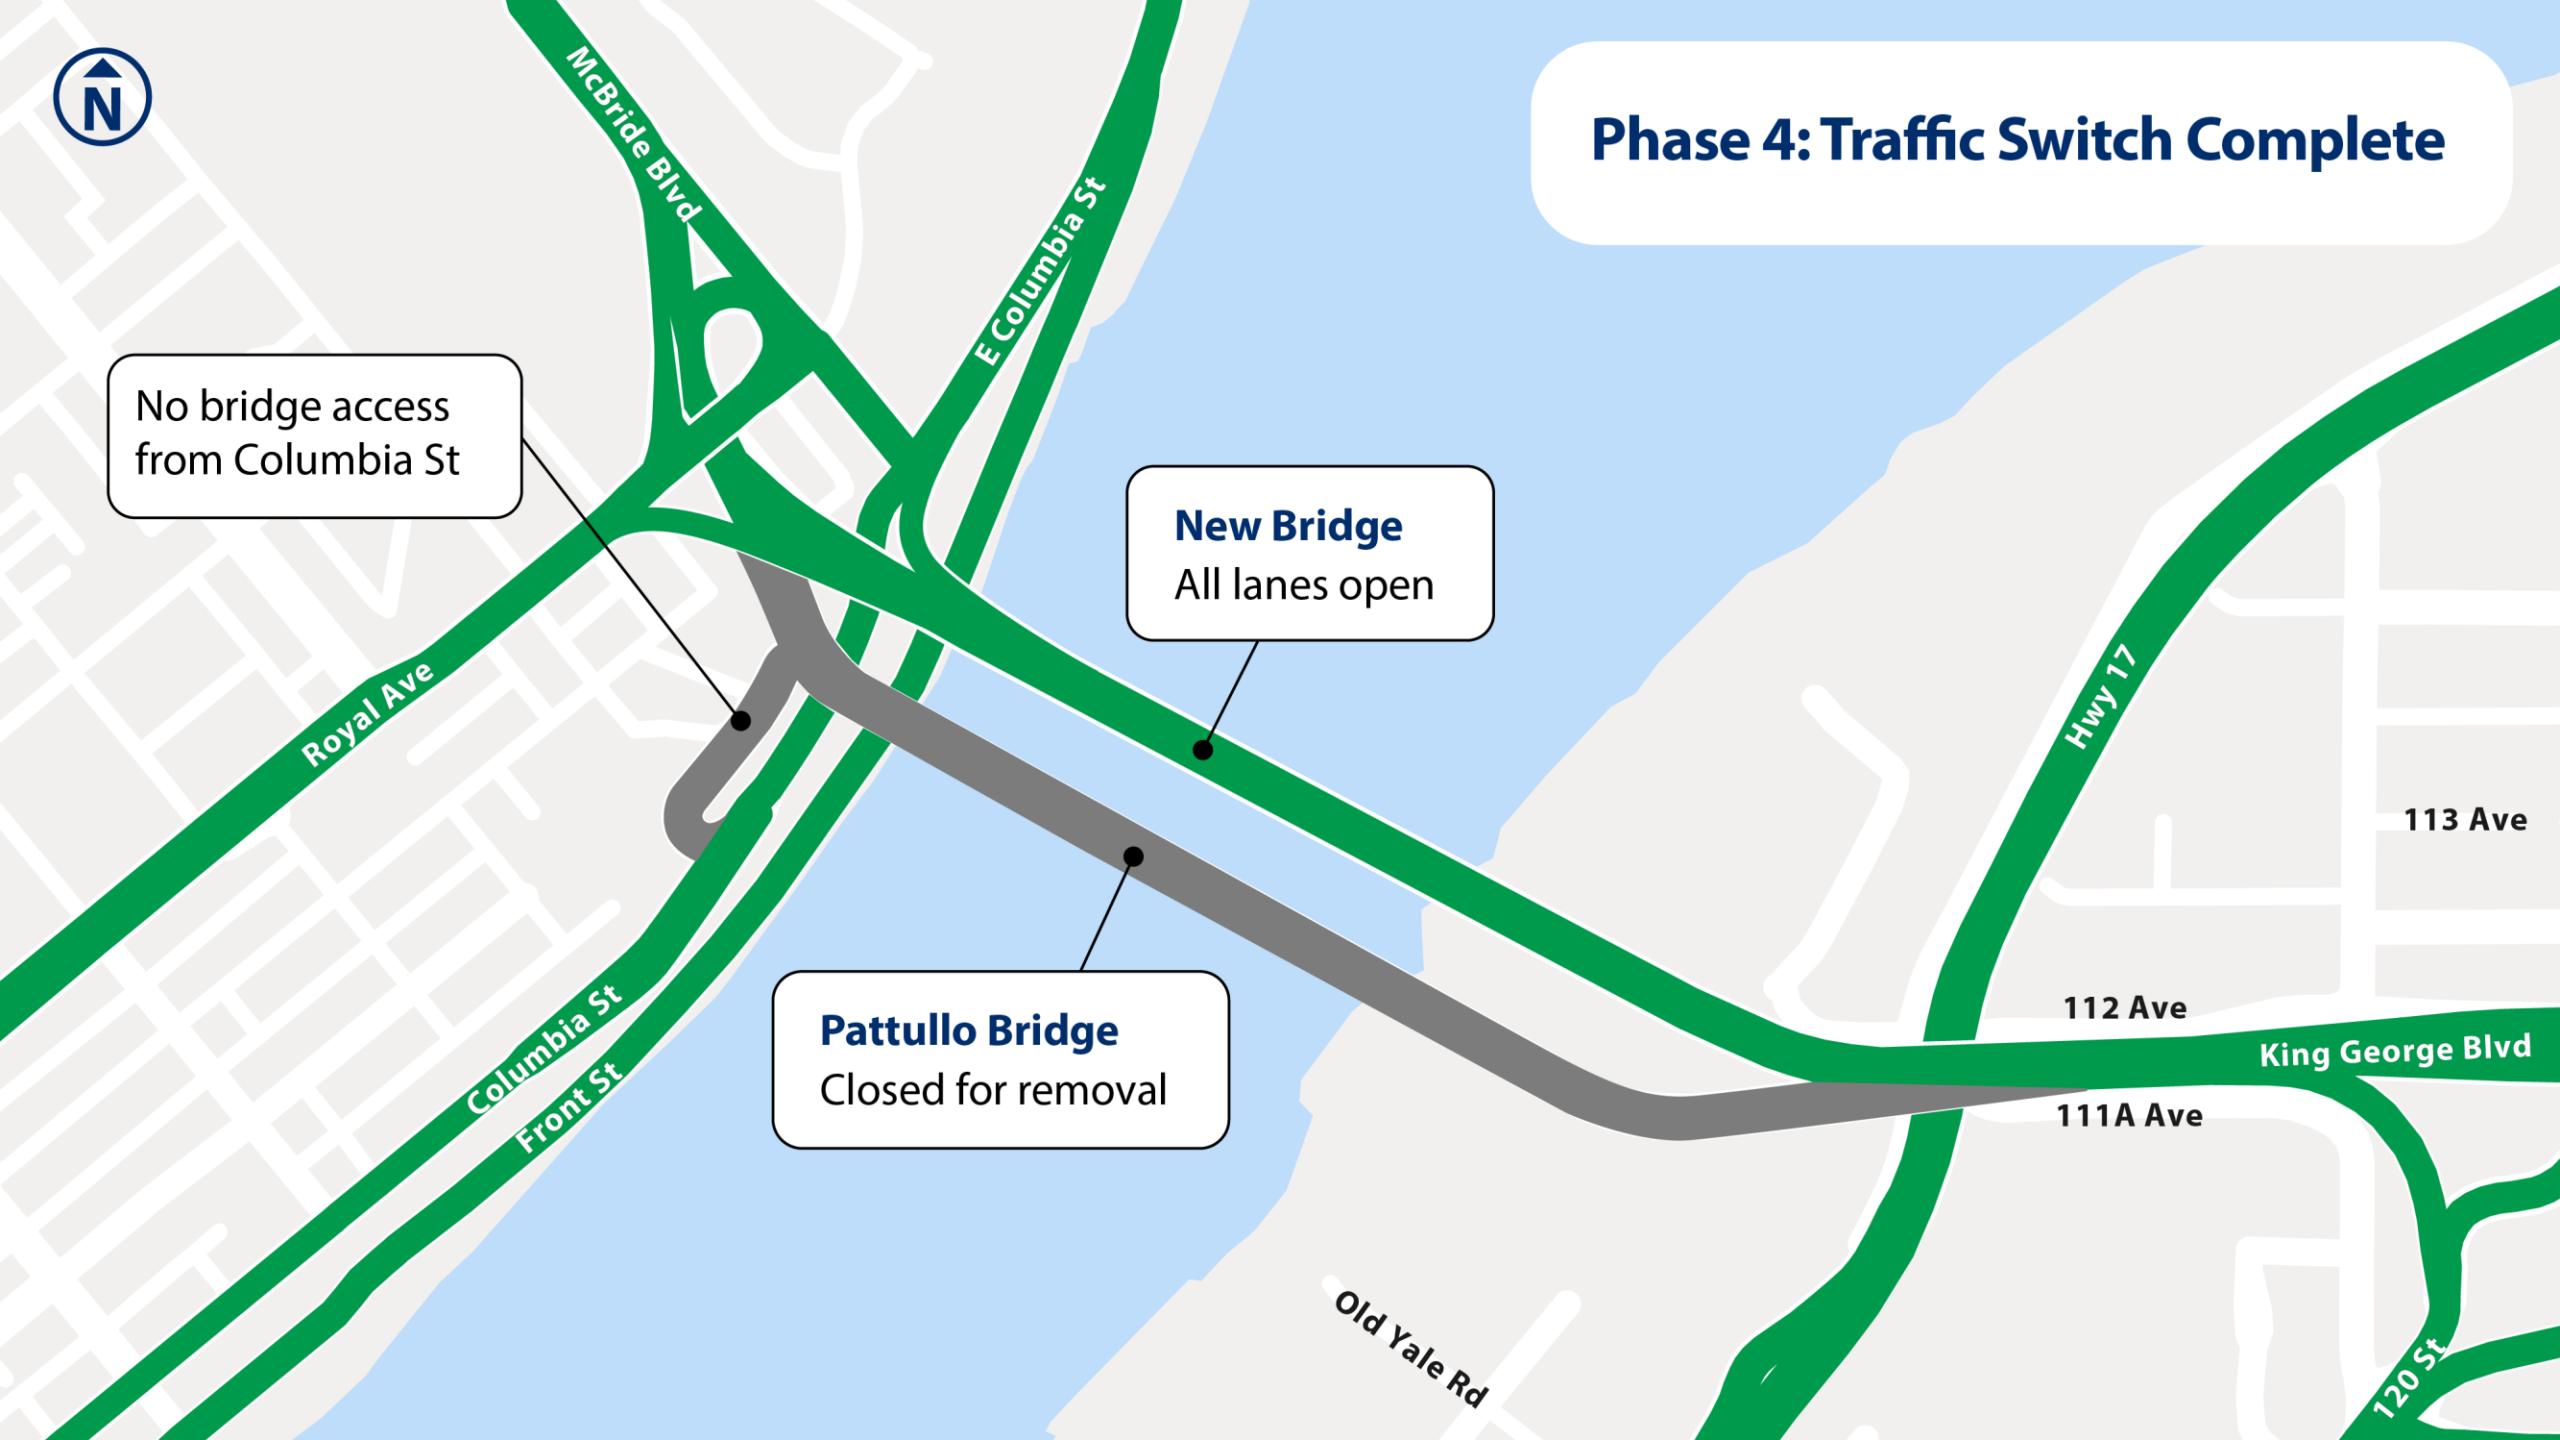 N
Phase 4: Traffic Switch Complete
McBride Blvd
E Columbia St
No bridge access
from Columbia St
New Bridge
All lanes open
Royal Ave
Hwy 17
113 Ave
Pattullo Bridge
Closed for removal
112 Ave
King George Blvd
111A Ave
Columbia St
Front St
Old Yale Rd
120 St